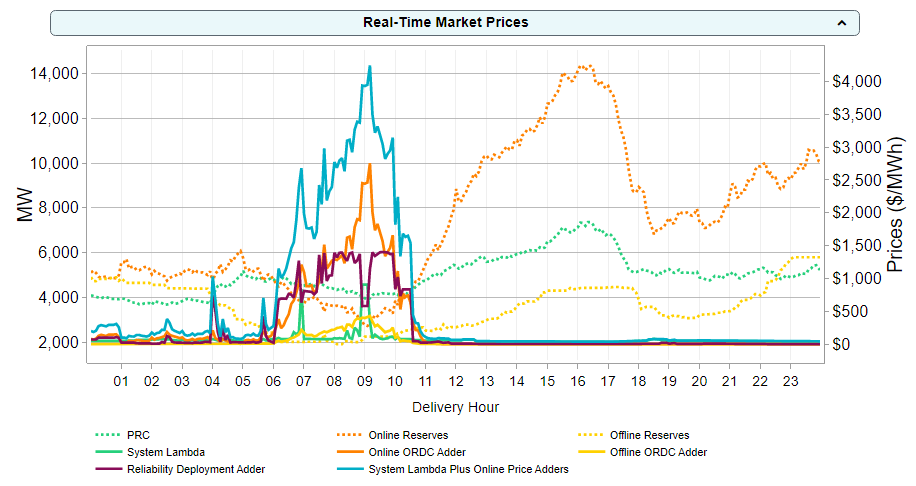 Real-Time Market Prices
14,000
12,000
10,000
8,000
6,000
4,000
2,000
MW
$4,000
$3,500
$3,000
$2,500
$2,000
$1,500
$1,000
$500
$0
Prices ($/MWh)
01 02 03 04 05 06 07 08 09 10 11 12 13 14 15 16 17 18 19 20 21 22 23
Delivery Hour
PRC Online Reserves Offline Reserves
System Lambda Online ORDC Adder Offline ORDC Adder
Reliability Deployment Adder System Lambda Plus Online Price Adders